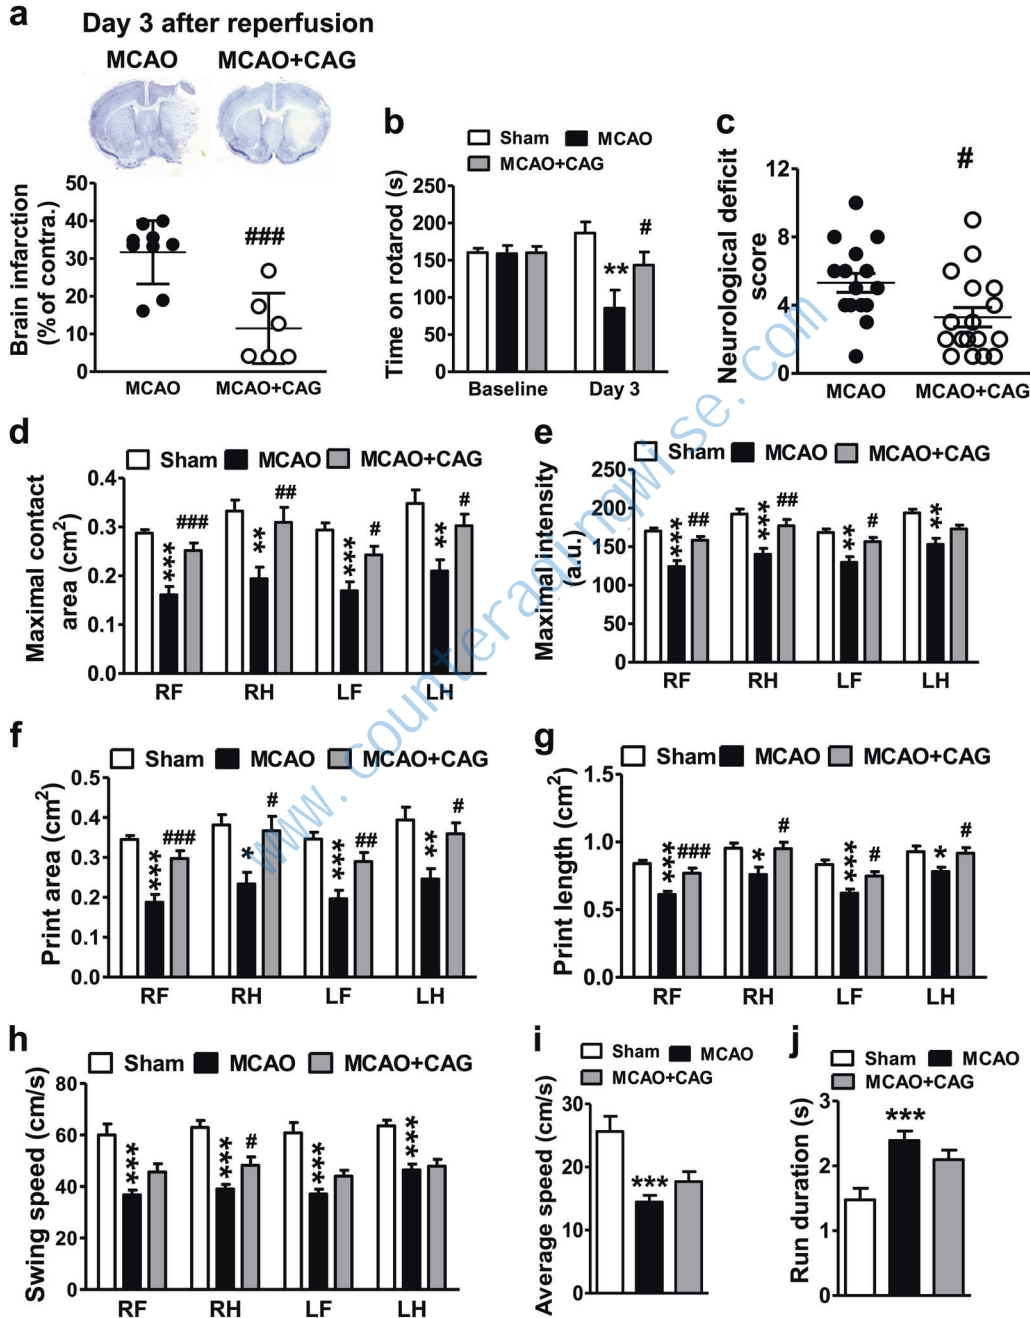 a
Day 3 after reperfusion
MCAO MCAO+CAG
Brain infarction
(% of contra.)
50
40
30
20
10
0
###
MCAO MCAO+CAG
b
Sham MCAO
MCAO+CAG
Time on rotarod (s)
250
200
150
100
50
0
**
#
Baseline Day 3
c
Neurological deficit
score
12
8
4
0
#
MCAO MCAO+CAG
d
Sham MCAO MCAO+CAG
Maximal contact
area (cm2)
0.4
0.3
0.2
0.1
0.0
*** ### ** ## *** # ** #
RF RH LF LH
e
Sham MCAO MCAO+CAG
Maximal intensity
(a.u.)
250
200
150
100
50
0
*** ## *** ## ** # **
RF RH LF LH
f
Sham MCAO MCAO+CAG
Print area (cm2)
0.5
0.4
0.3
0.2
0.1
0.0
*** ### * # *** ## ** #
RF RH LF LH
g
Sham MCAO MCAO+CAG
Print length (cm2)
1.5
1.0
0.5
0.0
*** ### * # *** # * #
RF RH LF LH
h
Sham MCAO MCAO+CAG
Swing speed (cm/s)
80
60
40
20
0
*** *** # *** ***
RF RH LF LH
i
Sham MCAO
MCAO+CAG
Average speed (cm/s)
30
20
10
0
***
j
Sham MCAO
MCAO+CAG
Run duration (s)
3
2
1
0
***
www.counteraqingwise.com